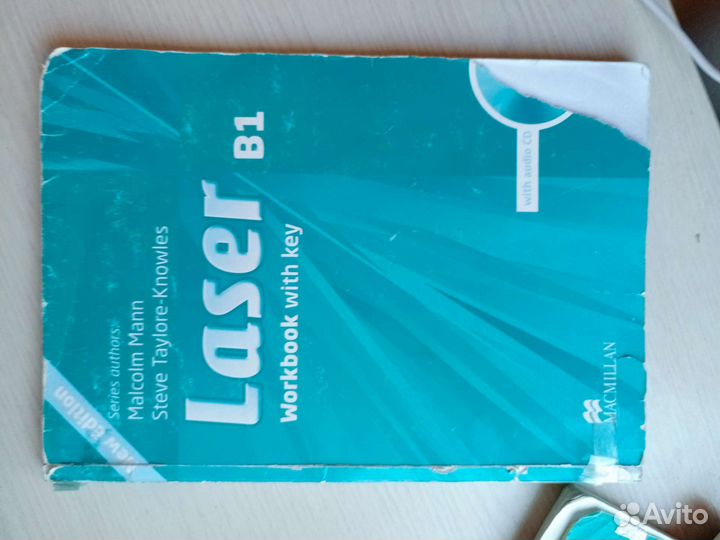 New Edition
Series authors:
Malcolm Mann
Steve Taylore-Knowles
Laser B1
Workbook with key
with audio CD
MACMILLAN
Avito